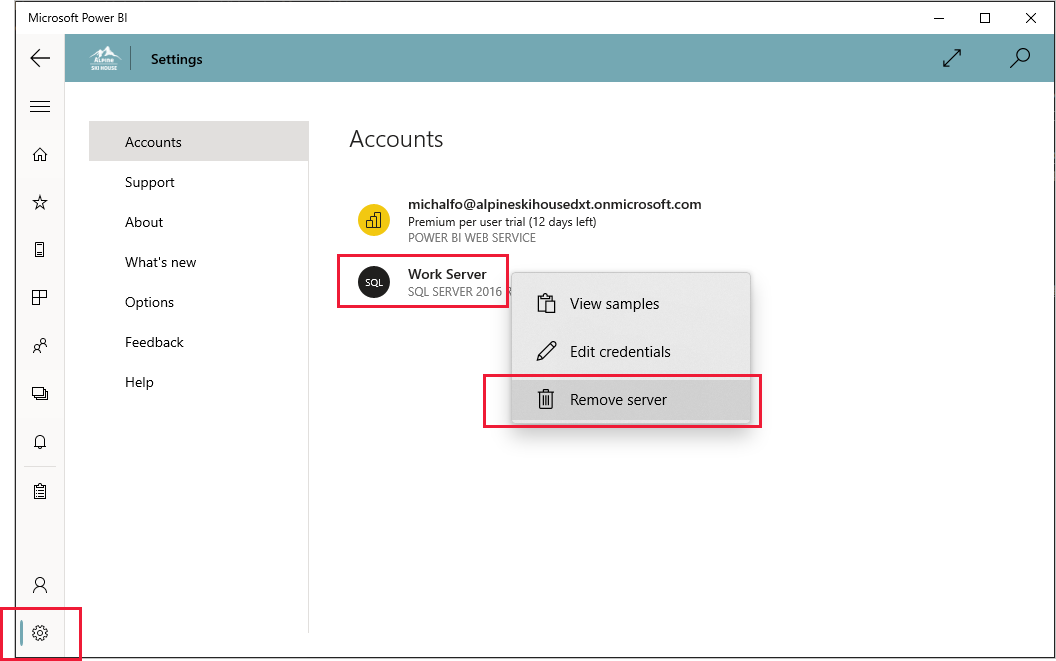 Microsoft Power BI
ALPINE
SKI HOUSE
Settings
Accounts
Support
About
What's new
Options
Feedback
Help
Accounts
michalfo@alpineskihousedxt.onmicrosoft.com
Premium per user trial (12 days left)
POWER BI WEB SERVICE
SQL
Work Server
SQL SERVER 2016
View samples
Edit credentials
Remove server